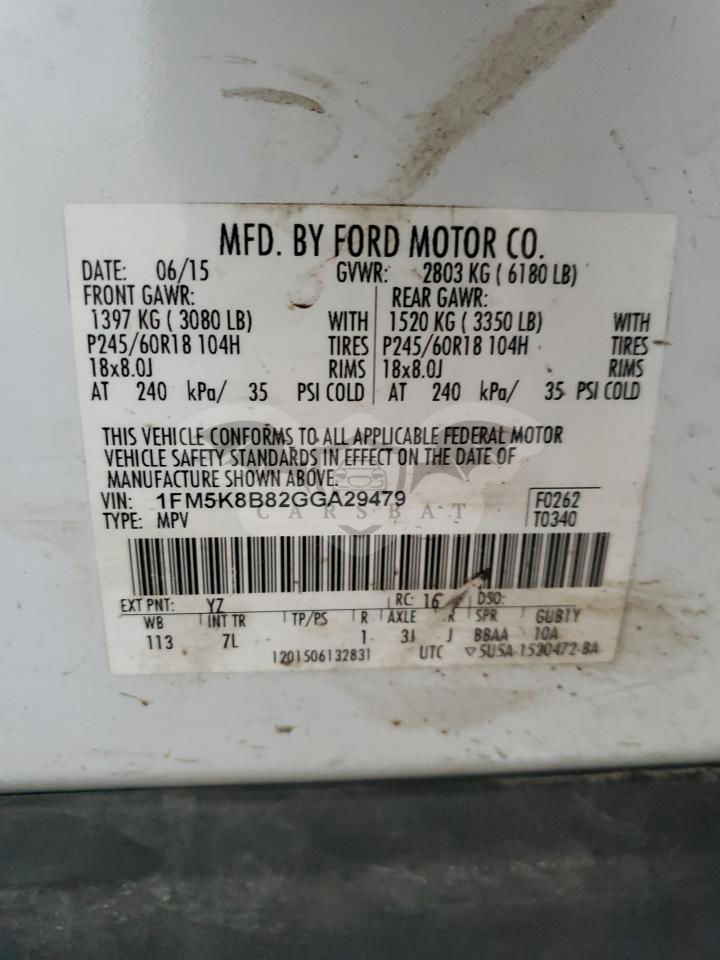 MFD. BY FORD MOTOR CO.
DATE: 06/15 GVWR: 2803 KG ( 6180 LB)
FRONT GAWR: REAR GAWR:
1397 KG ( 3080 LB) WITH 1520 KG ( 3350 LB) WITH
P245/60R18 104H TIRES P245/60R18 104H TIRES
18x8.0J RIMS 18x8.0J RIMS
AT 240 kPa/ 35 PSI COLD AT 240 kPa/ 35 PSI COLD
THIS VEHICLE CONFORMS TO ALL APPLICABLE FEDERAL MOTOR
VEHICLE SAFETY STANDARDS IN EFFECT ON THE DATE OF
MANUFACTURE SHOWN ABOVE.
VIN: 1FM5K8B82GGA29479 F0262
TYPE: MPV T0340
CARSBAT
EXT PNT: YZ RC: 16 DSO:
WB INT TR TP/PS R AXLE SPR GUB1Y
113 7L 1 3J J BBAA 10A
1201506132831 UTC ▽5U5A-1520472-BA